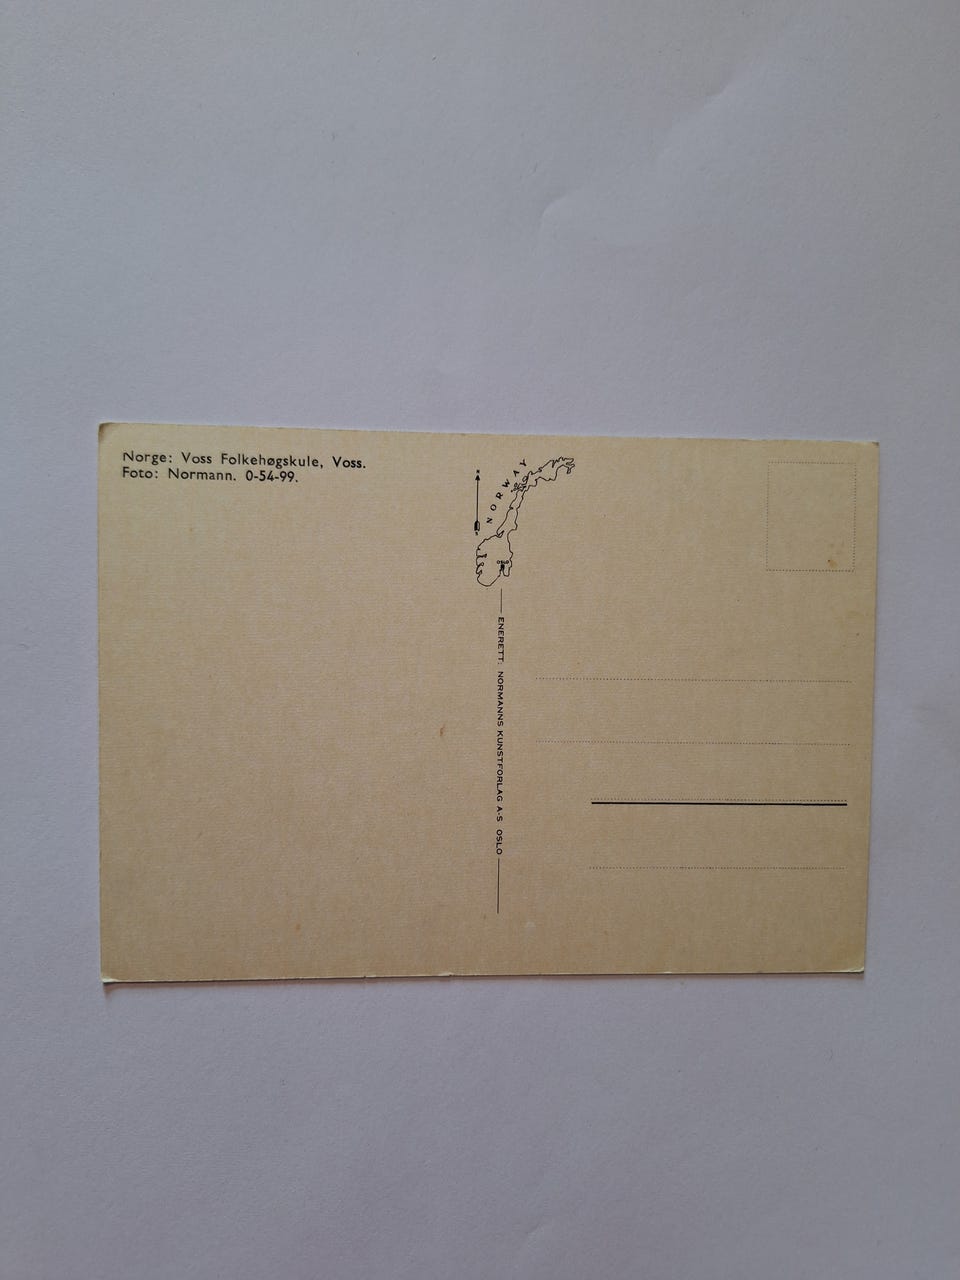 Norge: Voss Folkehøgskule, Voss.
Foto: Normann. 0-54-99.
NORWAY
ENERETT: NORMANNS KUNSTFORLAG A-S OSLO